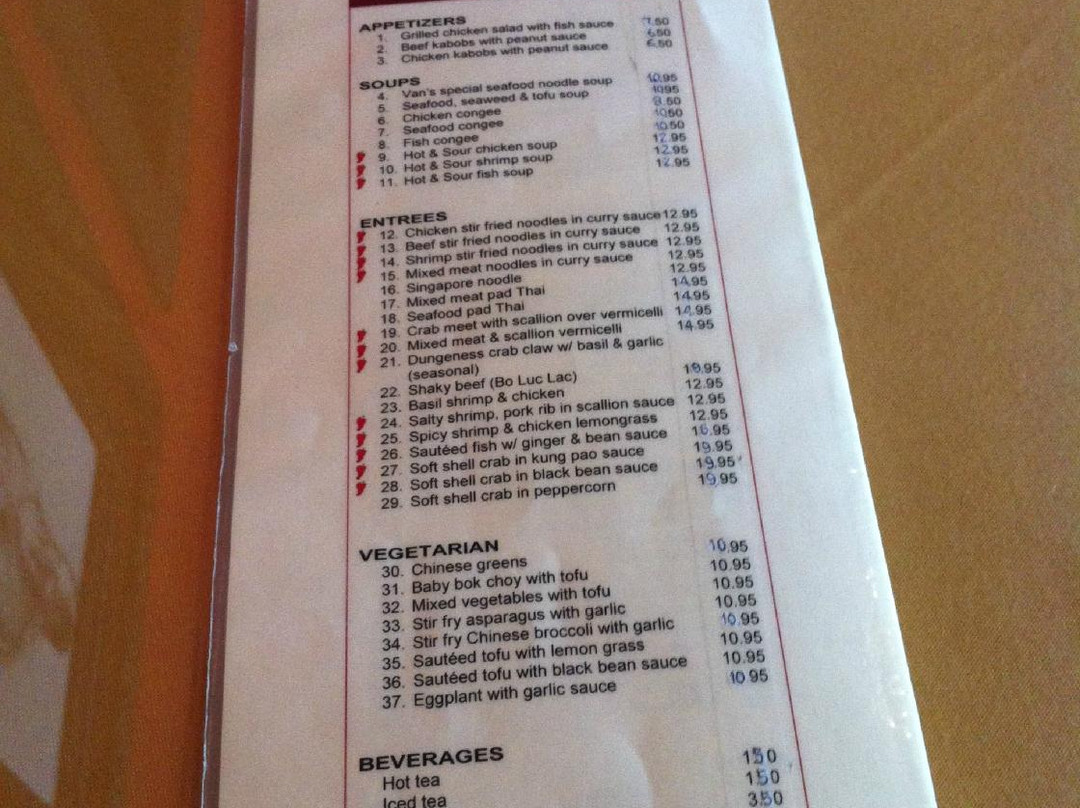 APPETIZERS
1. Grilled chicken salad with fish sauce 7.50
2. Beef kabobs with peanut sauce 6.50
3. Chicken kabobs with peanut sauce 6.50
SOUPS
4. Van's special seafood noodle soup 10.95
5. Seafood, seaweed & tofu soup 1095
6. Chicken congee 9.50
7. Seafood congee 1050
8. Fish congee 10.50
9. Hot & Sour chicken soup 12.95
10. Hot & Sour shrimp soup 12.95
11. Hot & Sour fish soup 12.95
ENTREES
12. Chicken stir fried noodles in curry sauce 12.95
13. Beef stir fried noodles in curry sauce 12.95
14. Shrimp stir fried noodles in curry sauce 12.95
15. Mixed meat noodles in curry sauce 12.95
16. Singapore noodle 12.95
17. Mixed meat pad Thai 14.95
18. Seafood pad Thai 14.95
19. Crab meet with scallion over vermicelli 14.95
20. Mixed meat & scallion vermicelli 14.95
21. Dungeness crab claw w/ basil & garlic
(seasonal)
22. Shaky beef (Bo Luc Lac)
23. Basil shrimp & chicken 12.95
24. Salty shrimp, pork rib in scallion sauce 12.95
25. Spicy shrimp & chicken lemongrass 12.95
26. Sautéed fish w/ ginger & bean sauce 16.95
27. Soft shell crab in kung pao sauce 19.95
28. Soft shell crab in black bean sauce 19.95
29. Soft shell crab in peppercorn 19.95
VEGETARIAN
30. Chinese greens 10.95
31. Baby bok choy with tofu 10.95
32. Mixed vegetables with tofu 10.95
33. Stir fry asparagus with garlic 10.95
34. Stir fry Chinese broccoli with garlic 10.95
35. Sautéed tofu with lemon grass 10.95
36. Sautéed tofu with black bean sauce 10.95
37. Eggplant with garlic sauce 10 95
BEVERAGES
Hot tea 150
Iced tea 150
3.50